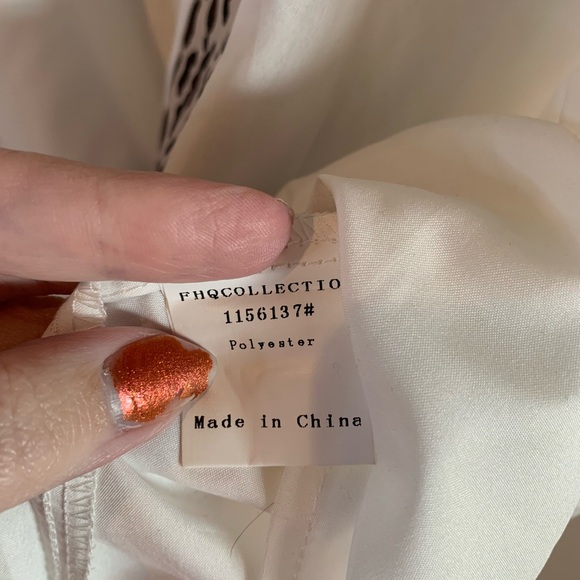 FHQCOLLECTIO
1156137#
Polyester
Made in China